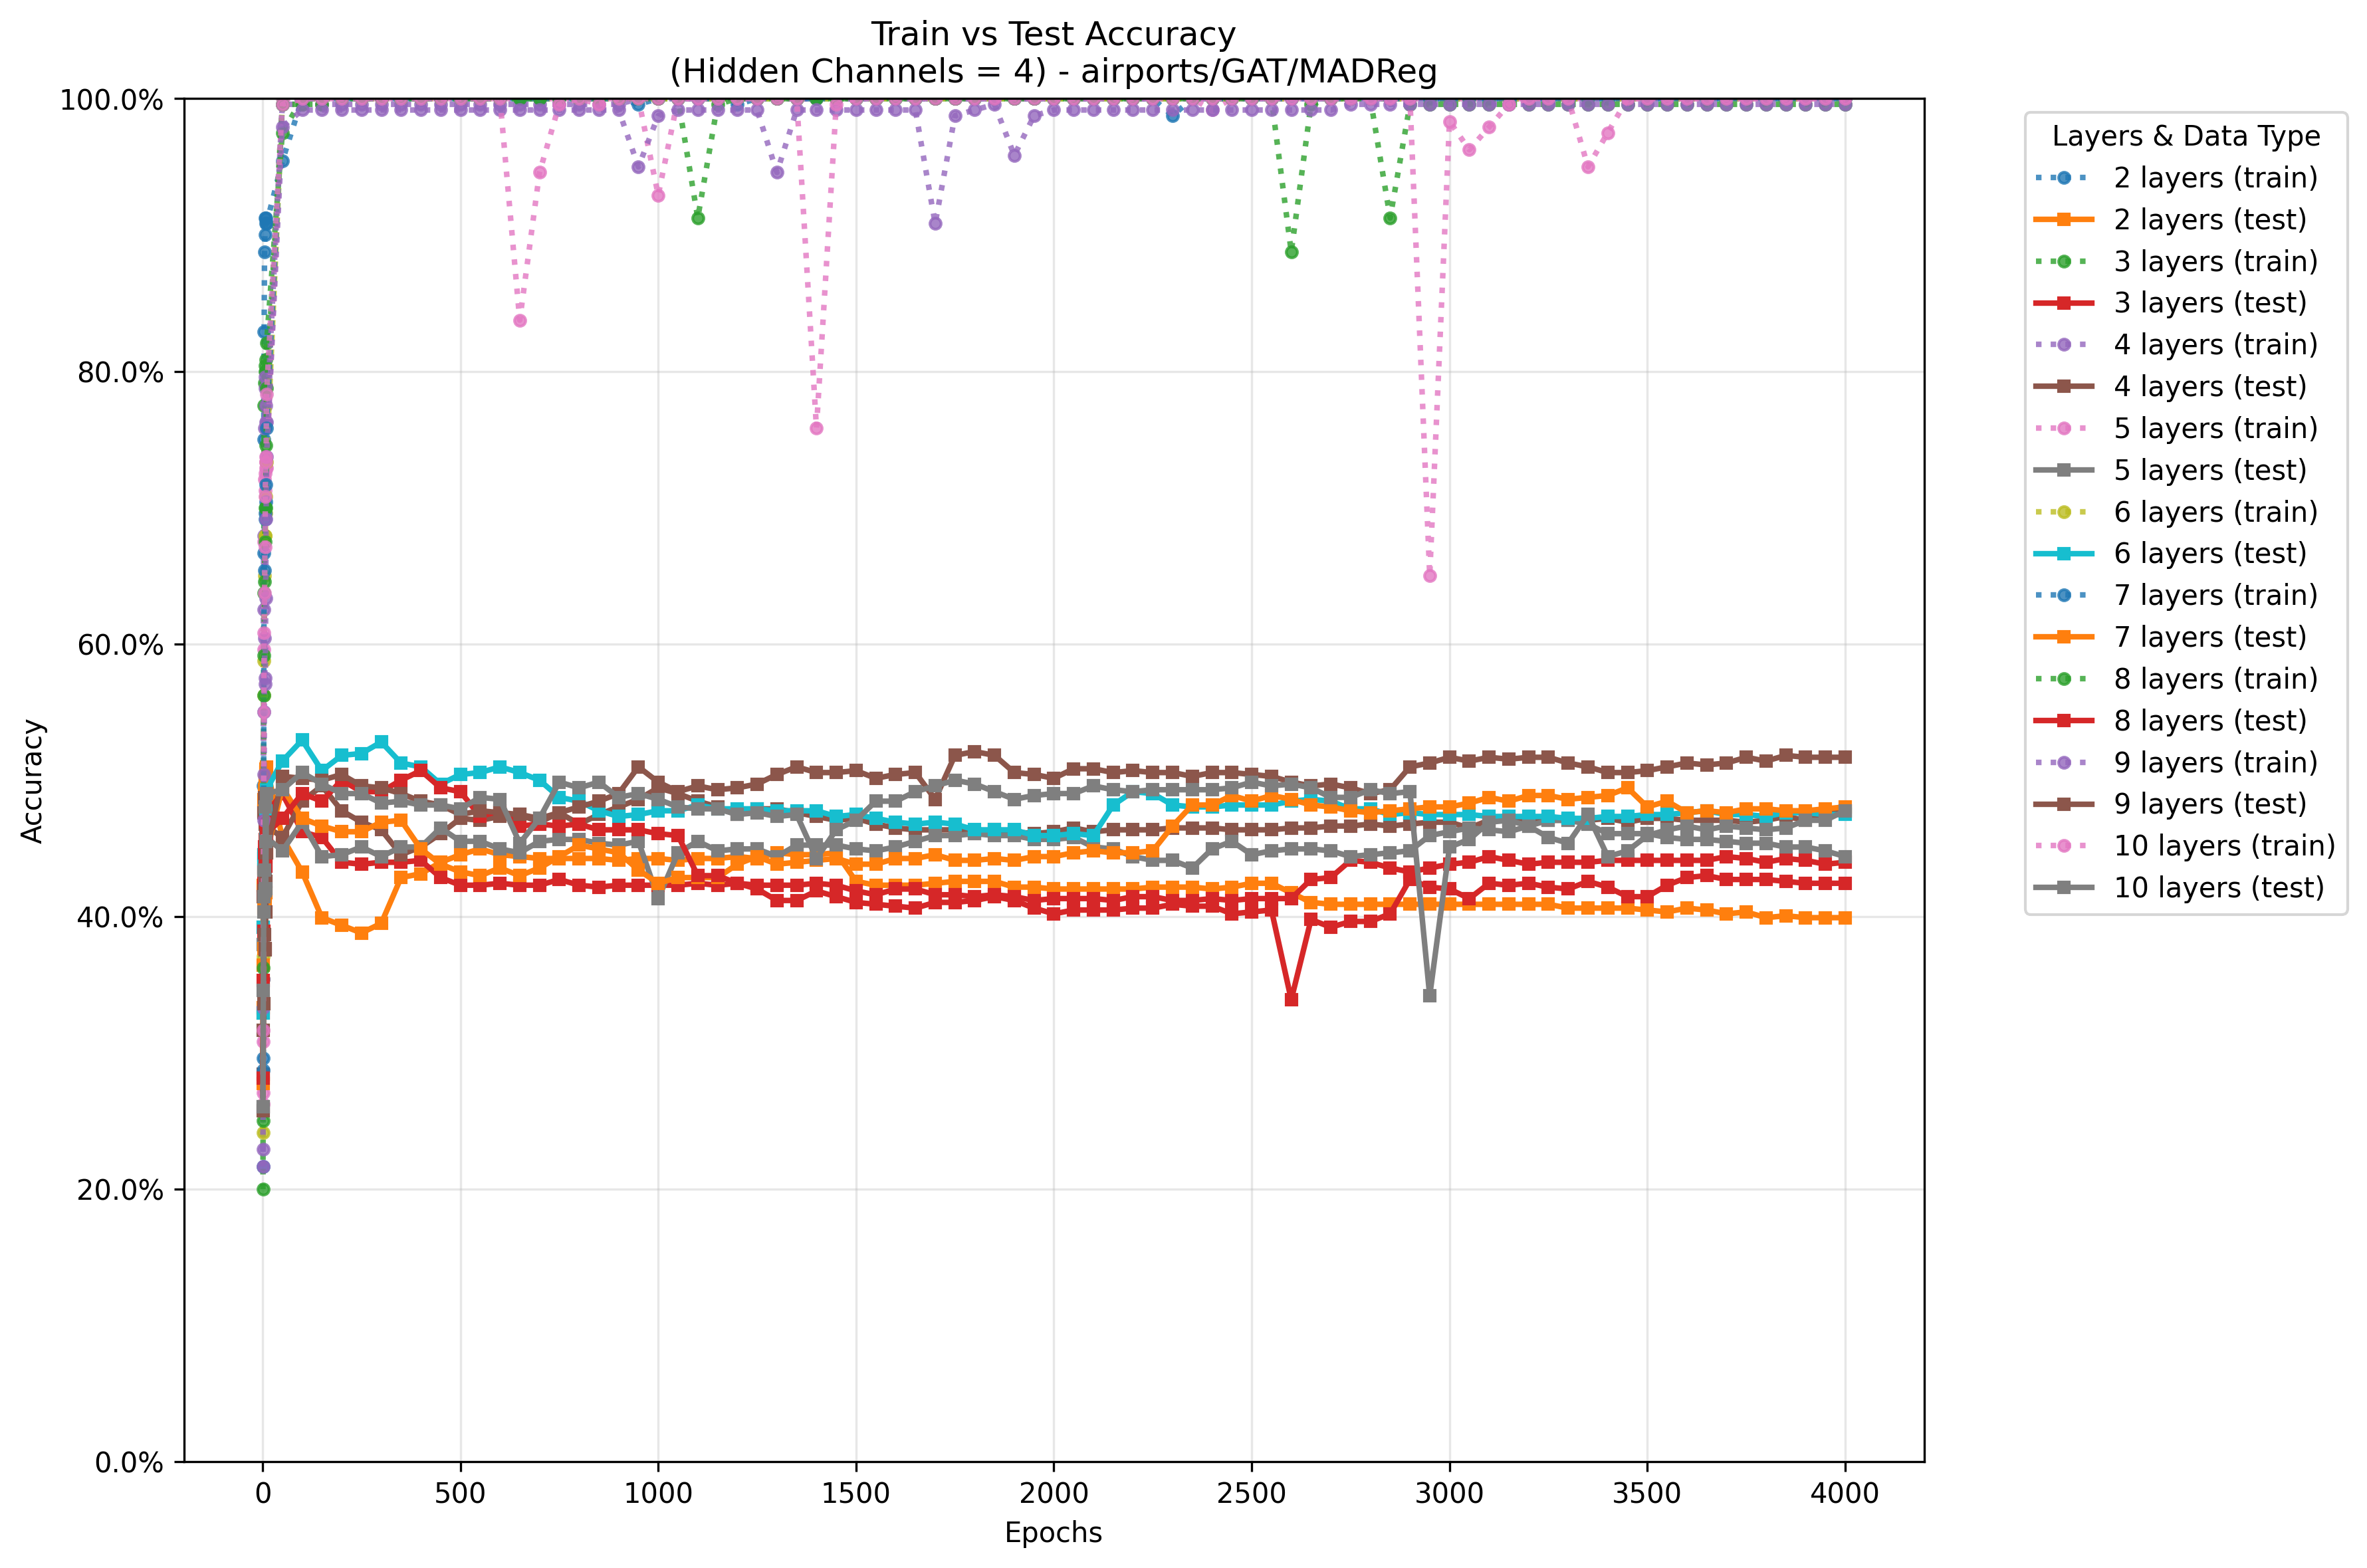 Train vs Test Accuracy
(Hidden Channels = 4) - airports/GAT/MADReg
100.0%
80.0%
60.0%
40.0%
20.0%
0.0%
Accuracy
0 500 1000 1500 2000 2500 3000 3500 4000
Epochs
Layers & Data Type
2 layers (train)
2 layers (test)
3 layers (train)
3 layers (test)
4 layers (train)
4 layers (test)
5 layers (train)
5 layers (test)
6 layers (train)
6 layers (test)
7 layers (train)
7 layers (test)
8 layers (train)
8 layers (test)
9 layers (train)
9 layers (test)
10 layers (train)
10 layers (test)